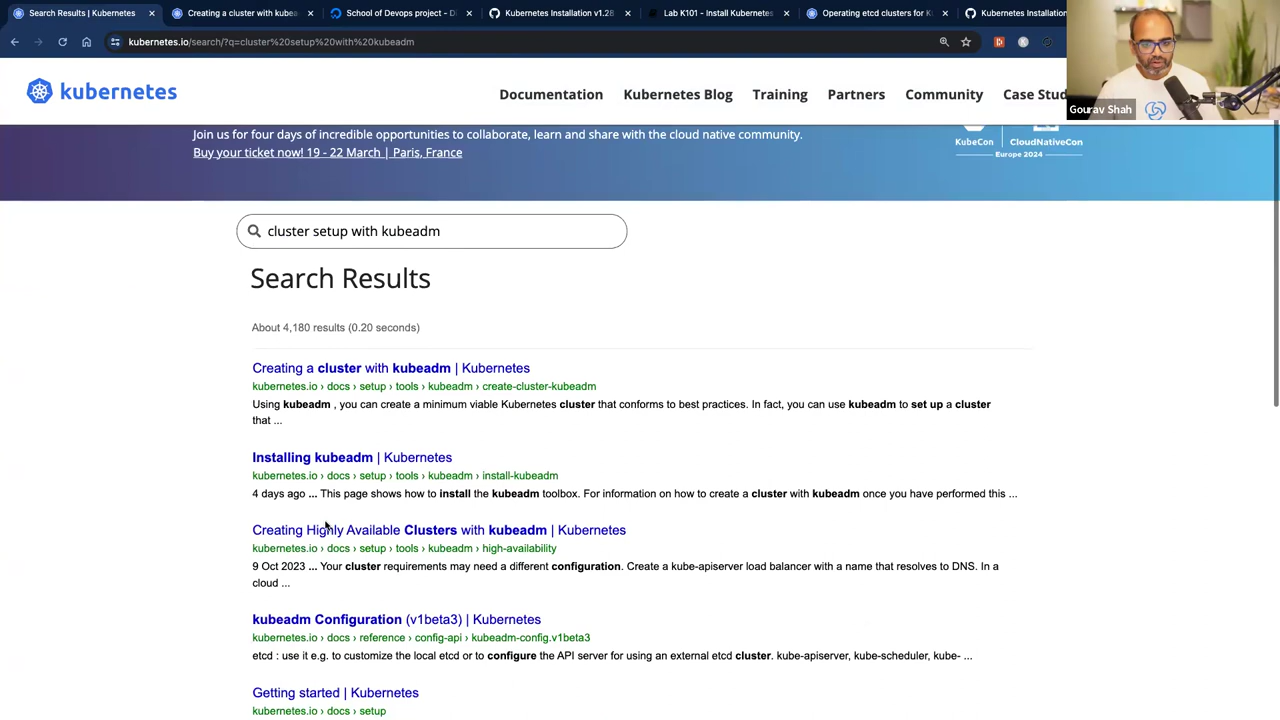 Search Results | Kubernetes
Creating a cluster with kubea
School of Devops project - Di
Kubernetes Installation v1.28
Lab K101 - Install Kubernetes
Operating etcd clusters for K
Kubernetes Installation
kubernetes.io/search/?q=cluster%20setup%20with%20kubeadm
kubernetes
Documentation
Kubernetes Blog
Training
Partners
Community
Case Stud
Gourav Shah
Join us for four days of incredible opportunities to collaborate, learn and share with the cloud native community.
Buy your ticket now! 19 - 22 March | Paris, France
KubeCon
CloudNativeCon
Europe 2024
cluster setup with kubeadm
Search Results
About 4,180 results (0.20 seconds)
Creating a cluster with kubeadm | Kubernetes
kubernetes.io › docs › setup › tools › kubeadm › create-cluster-kubeadm
Using kubeadm , you can create a minimum viable Kubernetes cluster that conforms to best practices. In fact, you can use kubeadm to set up a cluster
that ...
Installing kubeadm | Kubernetes
kubernetes.io › docs › setup › tools › kubeadm › install-kubeadm
4 days ago ... This page shows how to install the kubeadm toolbox. For information on how to create a cluster with kubeadm once you have performed this ...
Creating Highly Available Clusters with kubeadm | Kubernetes
kubernetes.io › docs › setup › tools › kubeadm › high-availability
9 Oct 2023 ... Your cluster requirements may need a different configuration. Create a kube-apiserver load balancer with a name that resolves to DNS. In a
cloud ...
kubeadm Configuration (v1beta3) | Kubernetes
kubernetes.io › docs › reference › config-api › kubeadm-config.v1beta3
etcd : use it e.g. to customize the local etcd or to configure the API server for using an external etcd cluster. kube-apiserver, kube-scheduler, kube- ...
Getting started | Kubernetes
kubernetes.io › docs › setup